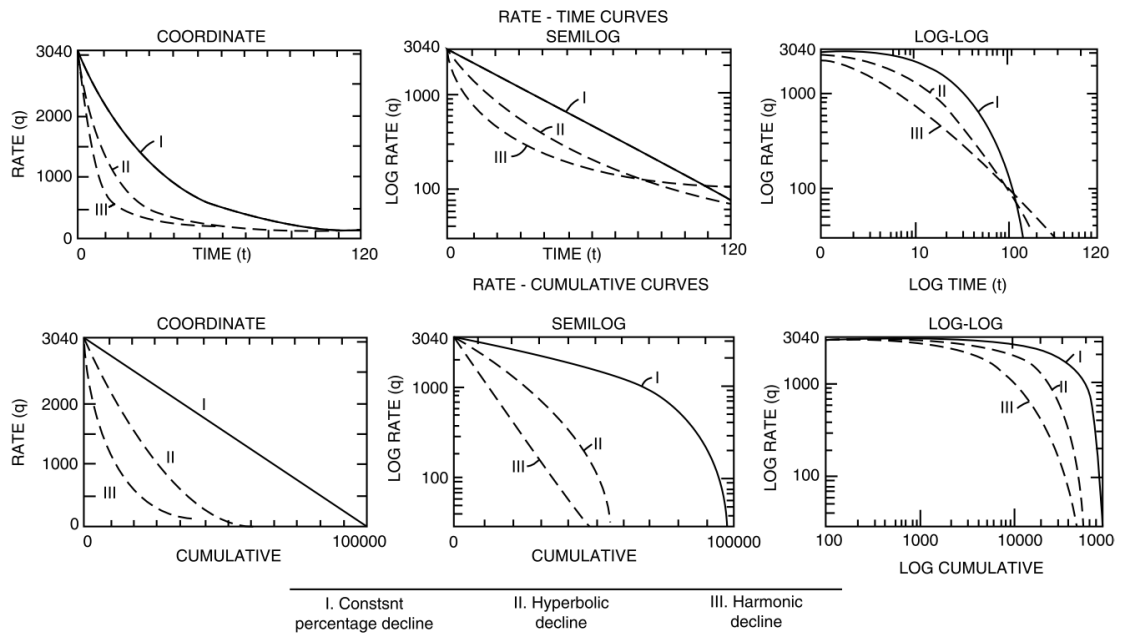 RATE - TIME CURVES
COORDINATE
3040
2000
1000
0
RATE (q)
I
II
III
0
120
TIME (t)
SEMILOG
3040
1000
100
LOG RATE (q)
I
II
III
0
120
TIME (t)
LOG-LOG
3040
1000
100
LOG RATE (q)
I
II
III
0
10
100
120
LOG TIME (t)
RATE - CUMULATIVE CURVES
COORDINATE
3040
2000
1000
0
RATE (q)
I
II
III
0
100000
CUMULATIVE
SEMILOG
3040
1000
100
LOG RATE (q)
I
II
III
0
100000
CUMULATIVE
LOG-LOG
3040
1000
100
LOG RATE (q)
I
II
III
100
1000
10000
1000
LOG CUMULATIVE
I. Constsnt
percentage decline
II. Hyperbolic
decline
III. Harmonic
decline